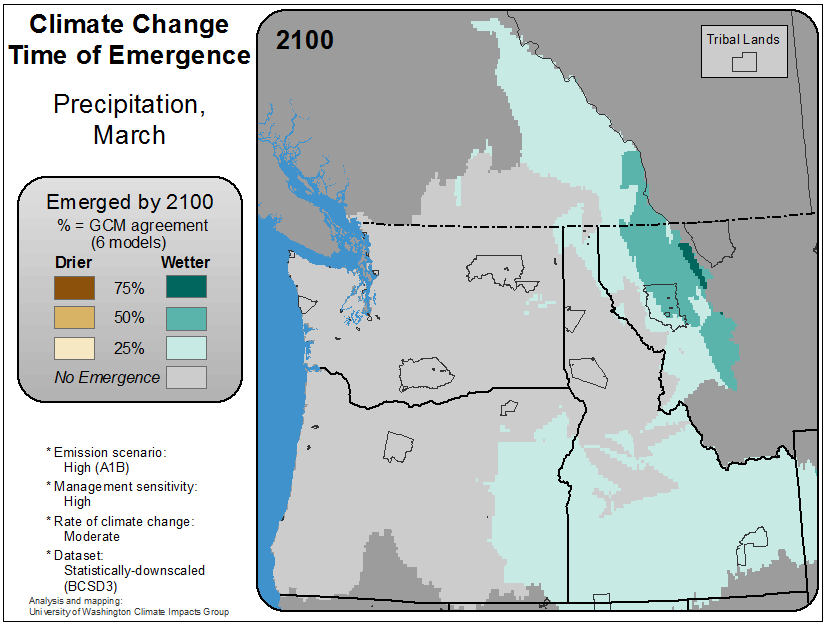 Climate Change
Time of Emergence
Precipitation,
March
Emerged by 2100
% = GCM agreement
(6 models)
Drier Wetter
75%
50%
25%
No Emergence
* Emission scenario:
High (A1B)
* Management sensitivity:
High
* Rate of climate change:
Moderate
* Dataset:
Statistically-downscaled
(BCSD3)
Analysis and mapping:
University of Washington Climate Impacts Group
2100
Tribal Lands